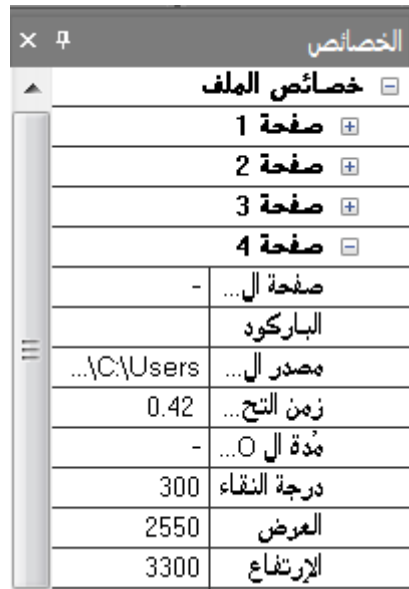 الخصائص
خصائص الملف
صفحة 1
صفحة 2
صفحة 3
صفحة 4
صفحة ال... -
الباركود
مصدر ال... C:\Users\...
زمن التح... 0.42
مُدة ال O... -
درجة النقاء 300
العرض 2550
الإرتفاع 3300